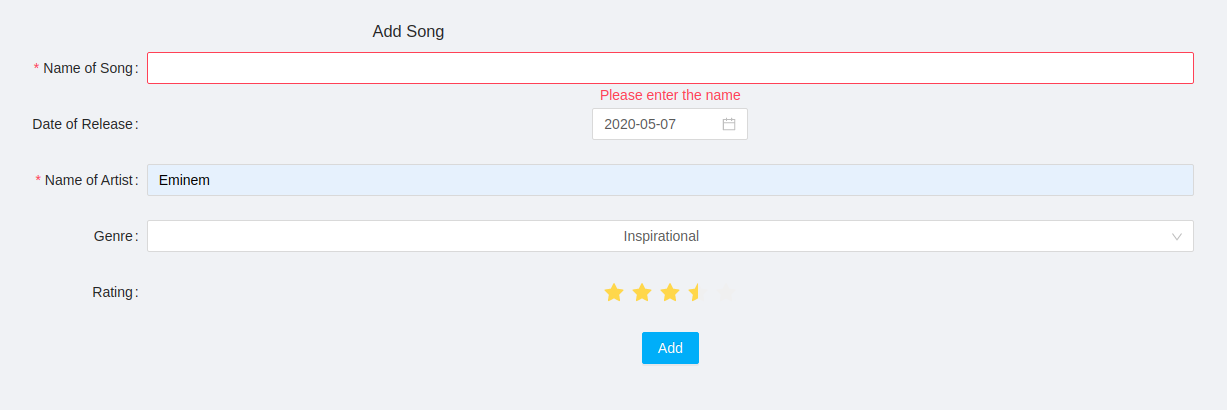 Add Song
* Name of Song:
Please enter the name
Date of Release: 2020-05-07
* Name of Artist: Eminem
Genre: Inspirational
Rating:
Add